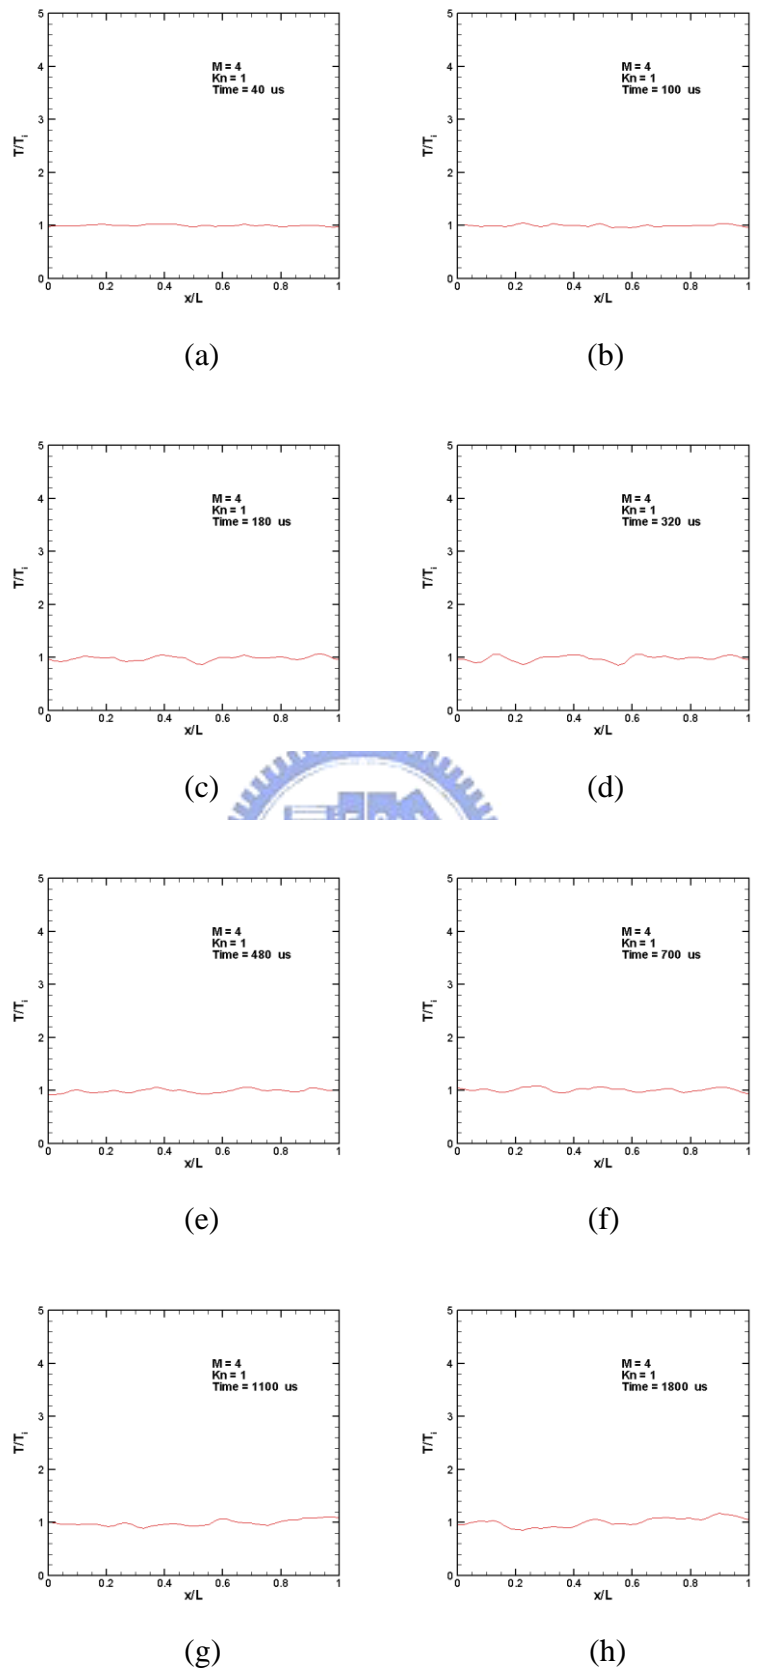 5
4
3
2
1
0
T/Ti
M = 4
Kn = 1
Time = 40 us
0 0.2 0.4 0.6 0.8 1
x/L
(a)
5
4
3
2
1
0
T/Ti
M = 4
Kn = 1
Time = 100 us
0 0.2 0.4 0.6 0.8 1
x/L
(b)
5
4
3
2
1
0
T/Ti
M = 4
Kn = 1
Time = 180 us
0 0.2 0.4 0.6 0.8 1
x/L
(c)
5
4
3
2
1
0
T/Ti
M = 4
Kn = 1
Time = 320 us
0 0.2 0.4 0.6 0.8 1
x/L
(d)
5
4
3
2
1
0
T/Ti
M = 4
Kn = 1
Time = 480 us
0 0.2 0.4 0.6 0.8 1
x/L
(e)
5
4
3
2
1
0
T/Ti
M = 4
Kn = 1
Time = 700 us
0 0.2 0.4 0.6 0.8 1
x/L
(f)
5
4
3
2
1
0
T/Ti
M = 4
Kn = 1
Time = 1100 us
0 0.2 0.4 0.6 0.8 1
x/L
(g)
5
4
3
2
1
0
T/Ti
M = 4
Kn = 1
Time = 1800 us
0 0.2 0.4 0.6 0.8 1
x/L
(h)